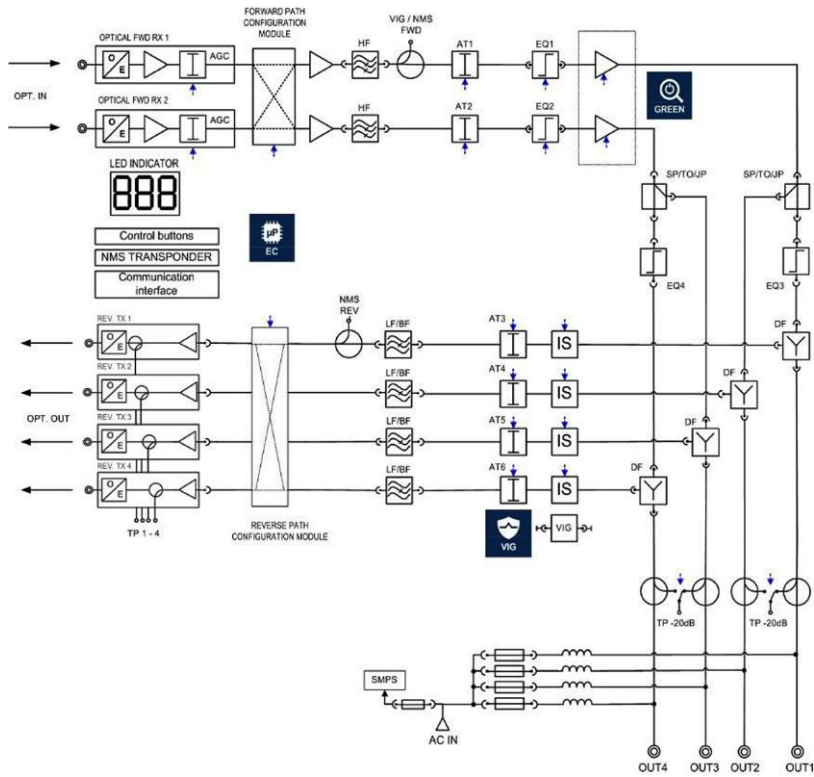 FORWARD PATH
CONFIGURATION
MODULE
VIG / NMS
FWD
OPTICAL FWD RX 1
O
E
AGC
HF
AT1
EQ1
OPT. IN
OPTICAL FWD RX 2
O
E
AGC
HF
AT2
EQ2
GREEN
LED INDICATOR
888
SP/TO/JP
SP/TO/JP
Control buttons
NMS TRANSPONDER
Communication
interface
µP
EC
EQ4
EQ3
NMS
REV
REV. TX 1
O
E
LF/BF
AT3
IS
DF
REV. TX 2
O
E
LF/BF
AT4
IS
DF
OPT. OUT
REV. TX 3
O
E
LF/BF
AT5
IS
DF
REV. TX 4
O
E
LF/BF
AT6
IS
DF
TP 1 - 4
REVERSE PATH
CONFIGURATION MODULE
VIG
VIG
TP -20dB
TP -20dB
SMPS
AC IN
OUT4
OUT3
OUT2
OUT1